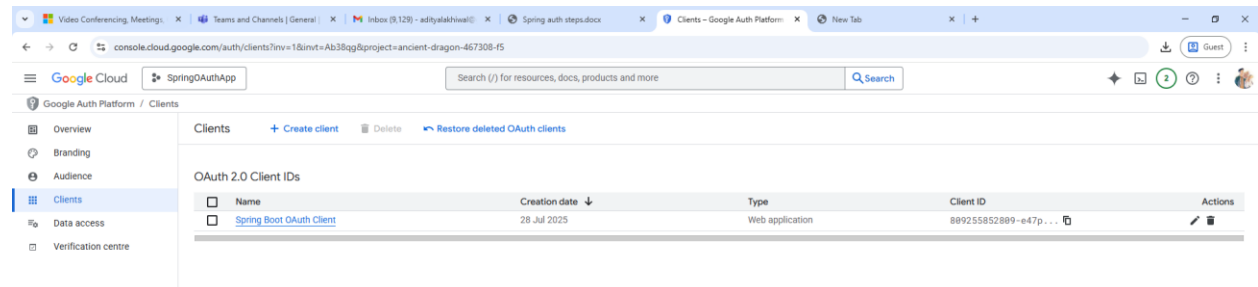 Video Conferencing, Meetings,
Teams and Channels | General |
Inbox (9,129) - adityalakhiwal@
Spring auth steps.docx
Clients – Google Auth Platform
New Tab
console.cloud.google.com/auth/clients?inv=1&invt=Ab38qg&project=ancient-dragon-467308-f5
Guest
Google Cloud
SpringOAuthApp
Search (/) for resources, docs, products and more
Search
2
Google Auth Platform / Clients
Overview
Branding
Audience
Clients
Data access
Verification centre
Clients
+ Create client
Delete
Restore deleted OAuth clients
OAuth 2.0 Client IDs
Name Creation date Type Client ID Actions
Spring Boot OAuth Client 28 Jul 2025 Web application 809255852809-e47p...